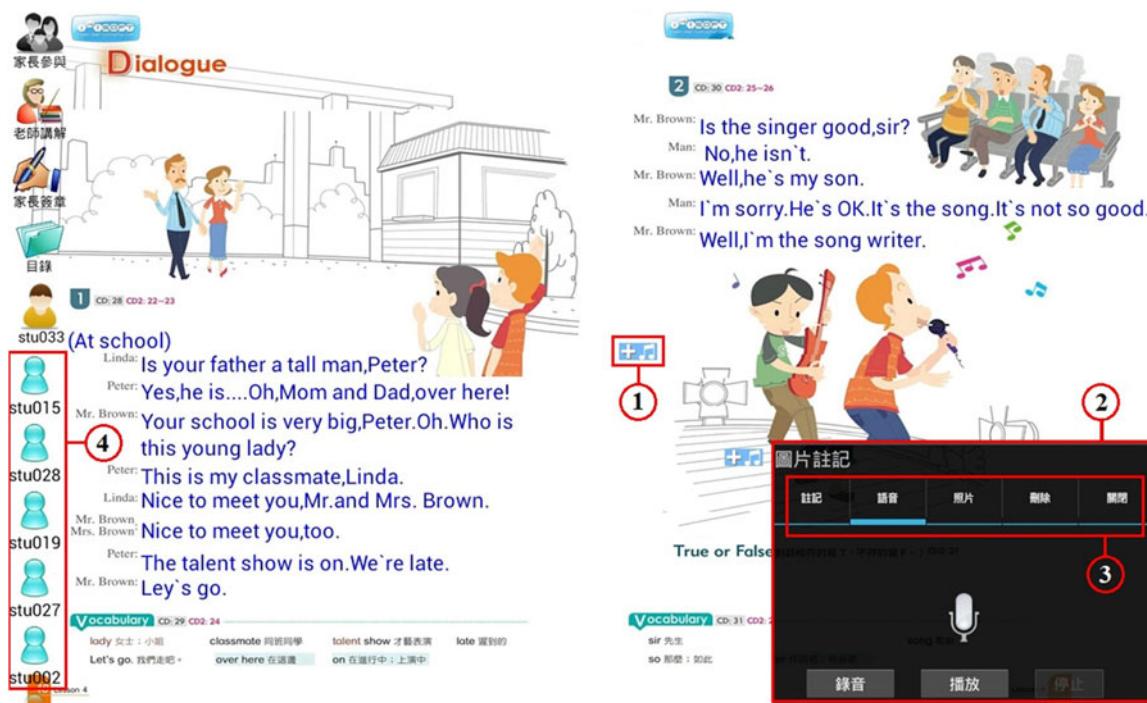 家長參與
老師講解
家長簽章
目錄
stu033
stu015
stu028
stu019
stu027
stu002
4
Dialogue
1 CD: 28 CD2: 22~23
(At school)
Linda: Is your father a tall man,Peter?
Peter: Yes,he is....Oh,Mom and Dad,over here!
Mr. Brown: Your school is very big,Peter.Oh.Who is
this young lady?
Peter: This is my classmate,Linda.
Linda: Nice to meet you,Mr.and Mrs. Brown.
Mr. Brown
Mrs. Brown: Nice to meet you,too.
Peter: The talent show is on.We`re late.
Mr. Brown: Ley`s go.
Vocabulary CD: 29 CD2: 24
lady 女士；小姐 classmate 同班同學 talent show 才藝表演 late 遲到的
Let's go. 我們走吧。 over here 在這邊 on 在進行中；上演中
Lesson 4
2 CD: 30 CD2: 25~26
Mr. Brown: Is the singer good,sir?
Man: No,he isn`t.
Mr. Brown: Well,he`s my son.
Man: I`m sorry.He`s OK.It`s the song.It`s not so good.
Mr. Brown: Well,I`m the song writer.
1
2
圖片註記
註記 語音 照片 刪除 關閉
3
True or False
Vocabulary CD: 31 CD2:
sir 先生 song
so 那麼；如此
錄音 播放 停止